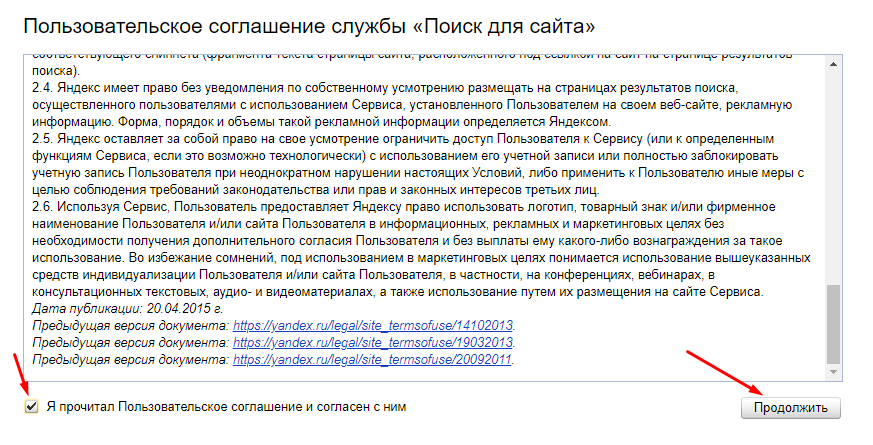 Пользовательское соглашение службы «Поиск для сайта»
соответствующего сниппета (фрагмента текста страницы сайта, расположенного под ссылкой на сайт на странице результатов
поиска).
2.4. Яндекс имеет право без уведомления по собственному усмотрению размещать на страницах результатов поиска,
осуществленного пользователями с использованием Сервиса, установленного Пользователем на своем веб-сайте, рекламную
информацию. Форма, порядок и объемы такой рекламной информации определяется Яндексом.
2.5. Яндекс оставляет за собой право на свое усмотрение ограничить доступ Пользователя к Сервису (или к определенным
функциям Сервиса, если это возможно технологически) с использованием его учетной записи или полностью заблокировать
учетную запись Пользователя при неоднократном нарушении настоящих Условий, либо применить к Пользователю иные меры с
целью соблюдения требований законодательства или прав и законных интересов третьих лиц.
2.6. Используя Сервис, Пользователь предоставляет Яндексу право использовать логотип, товарный знак и/или фирменное
наименование Пользователя и/или сайта Пользователя в информационных, рекламных и маркетинговых целях без
необходимости получения дополнительного согласия Пользователя и без выплаты ему какого-либо вознаграждения за такое
использование. Во избежание сомнений, под использованием в маркетинговых целях понимается использование вышеуказанных
средств индивидуализации Пользователя и/или сайта Пользователя, в частности, на конференциях, вебинарах, в
консультационных текстовых, аудио- и видеоматериалах, а также использование путем их размещения на сайте Сервиса.
Дата публикации: 20.04.2015 г.
Предыдущая версия документа: https://yandex.ru/legal/site_termsofuse/14102013.
Предыдущая версия документа: https://yandex.ru/legal/site_termsofuse/19032013.
Предыдущая версия документа: https://yandex.ru/legal/site_termsofuse/20092011.
Я прочитал Пользовательское соглашение и согласен с ним
Продолжить